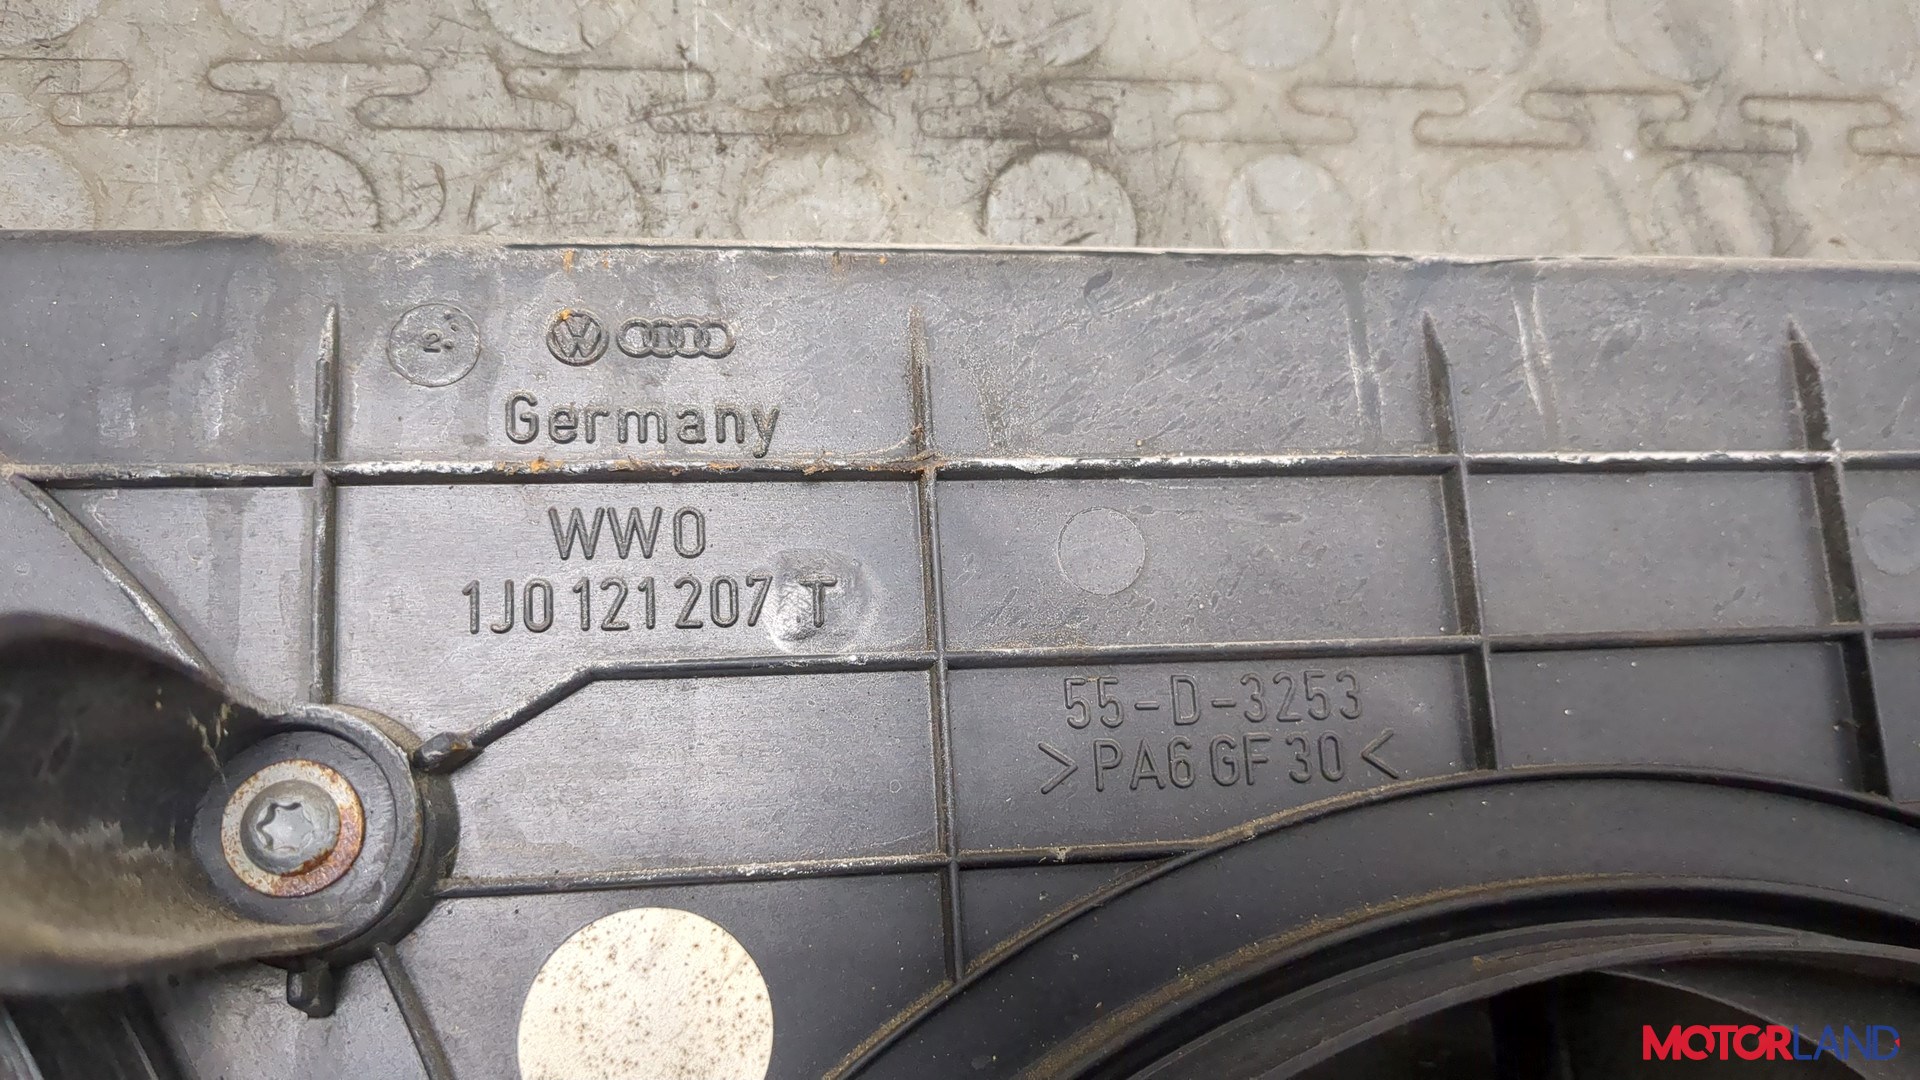 2
Germany
WWO
1J0 121 207 T
55-D-3253
>PA6 GF 30<
MOTORLAND